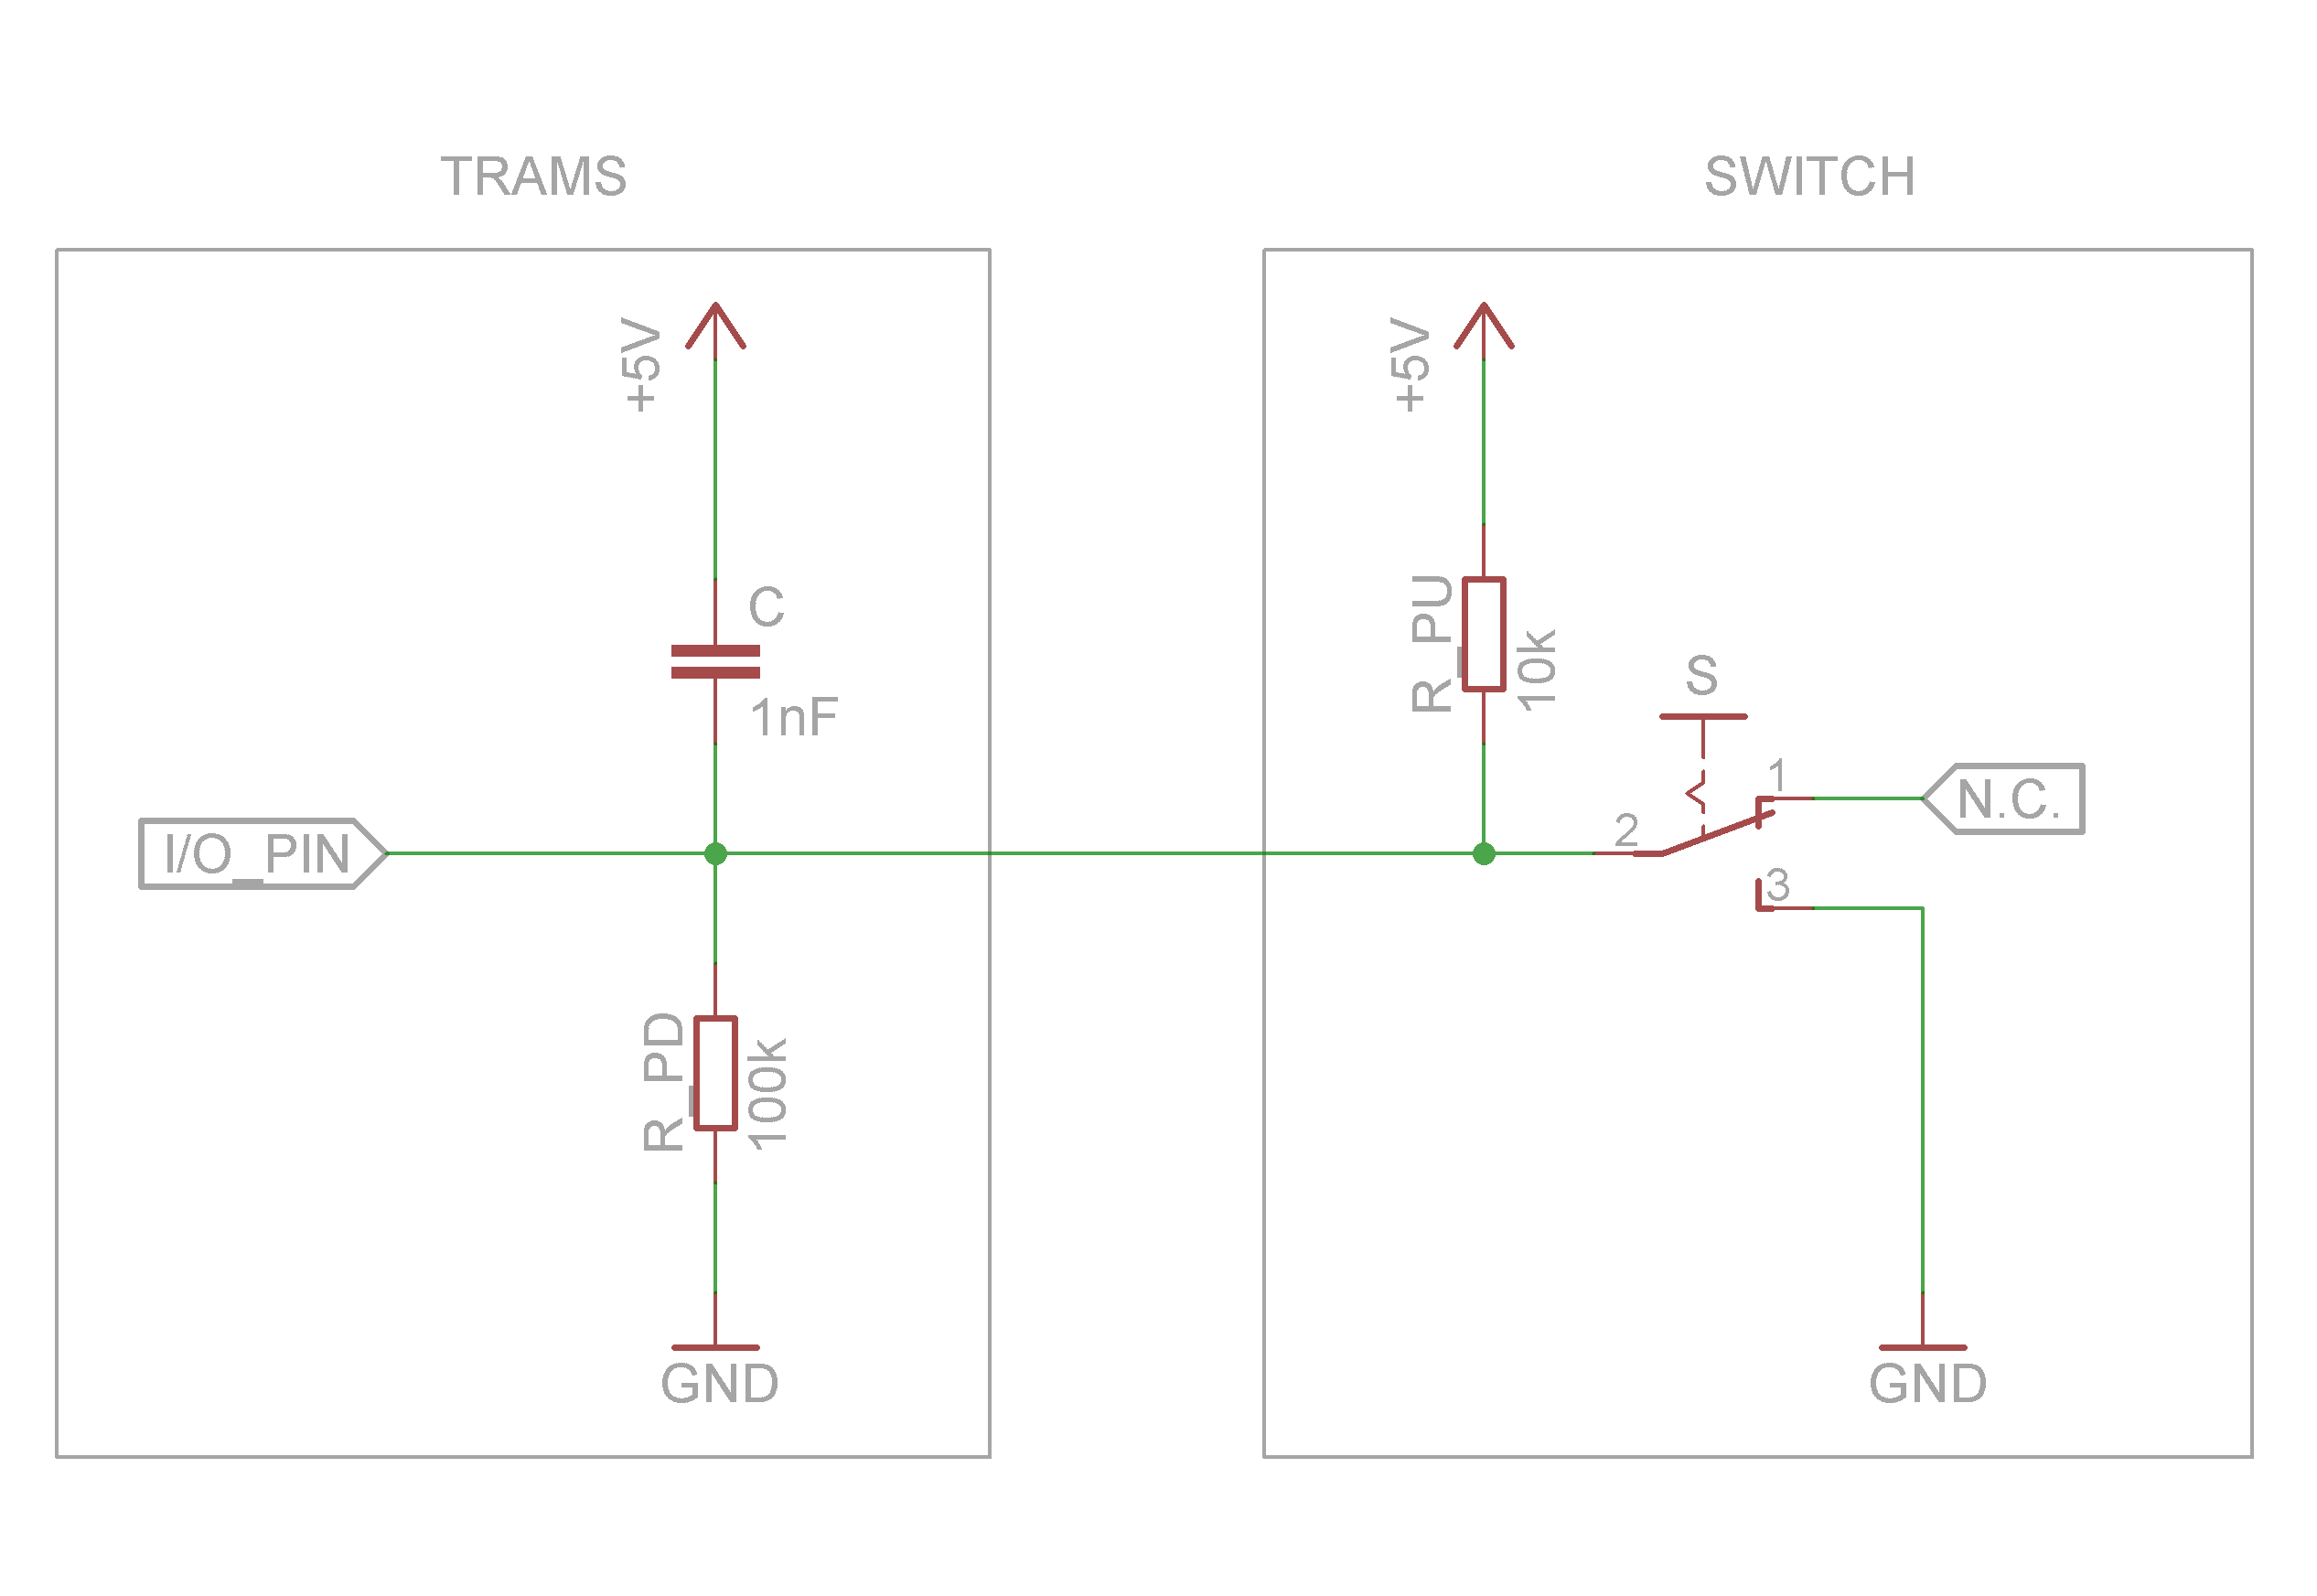 TRAMS
SWITCH
+5V
+5V
C
1nF
R_PU
10k
S
1
N.C.
2
I/O_PIN
3
R_PD
100k
GND
GND